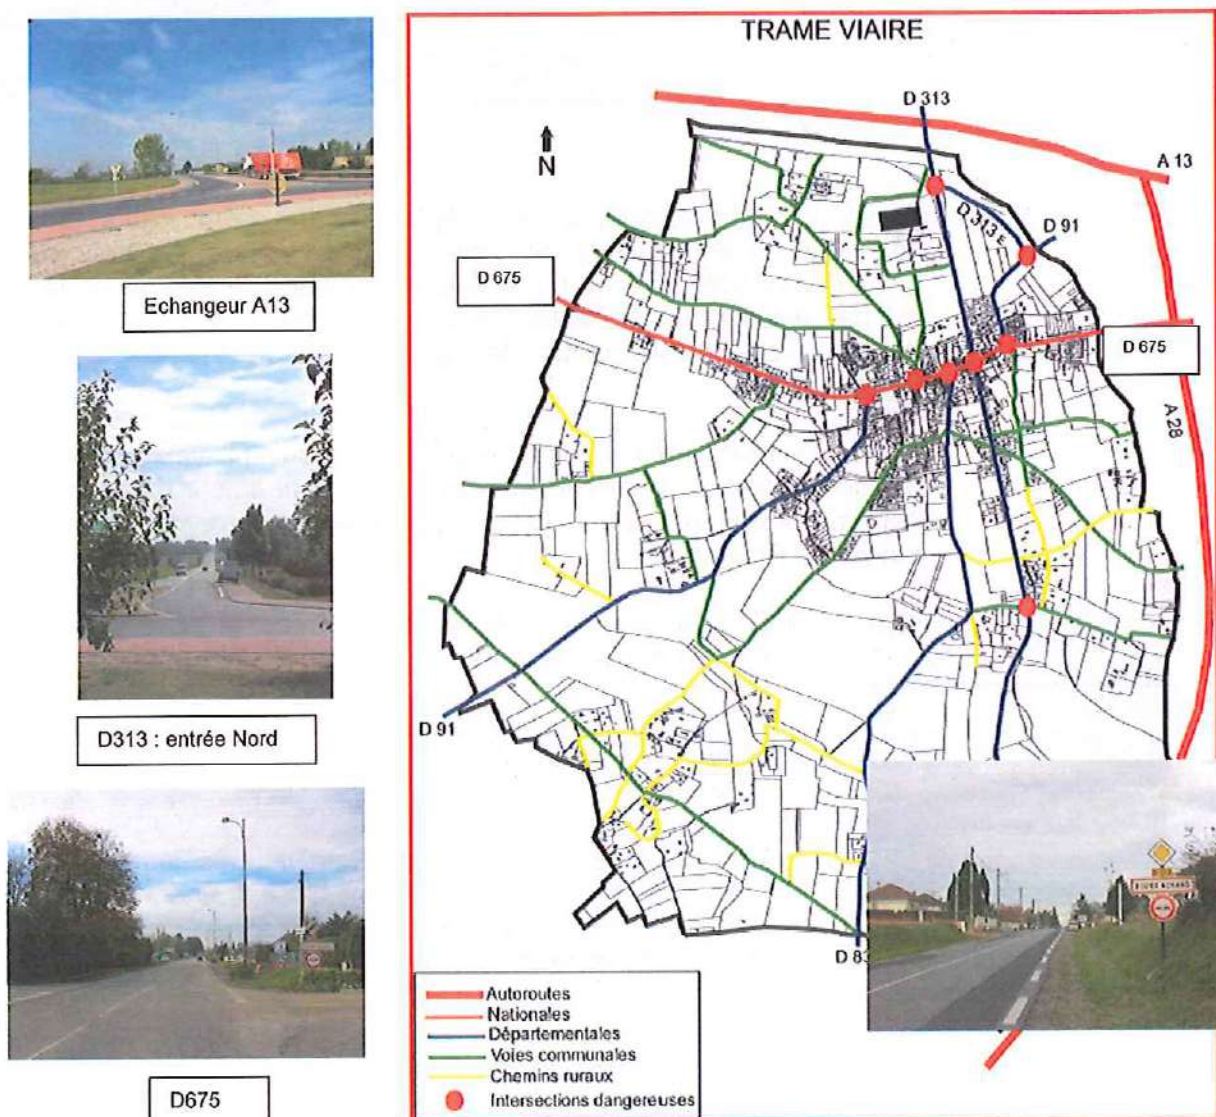 TRAME VIAIRE
Echangeur A13
D313 : entrée Nord
D675
N
D 313
A 13
D 313 E
D 91
D 675
D 675
A 28
D 91
D 83
Autoroutes
Nationales
Départementales
Voies communales
Chemins ruraux
Intersections dangereuses